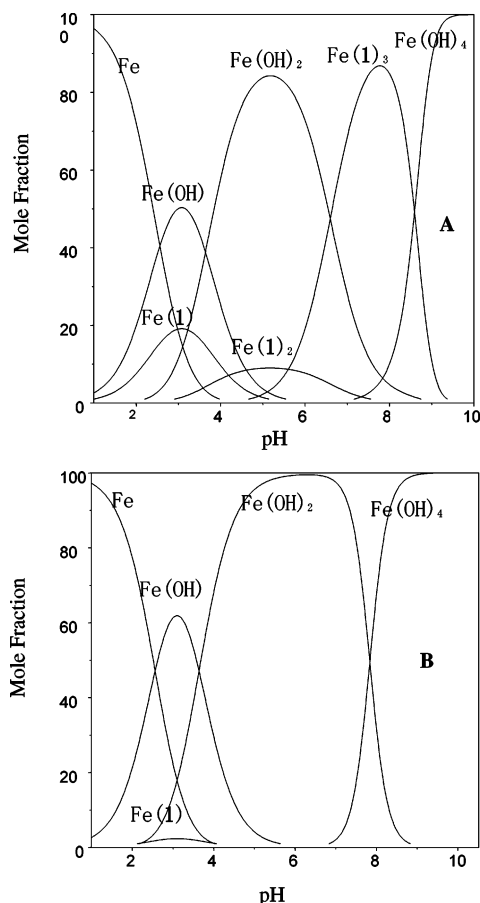 10
0
Fe
Fe(OH)₂
Fe(1)₃
Fe(OH)₄
80
Mole Fraction
60
Fe(OH)
A
40
Fe(1)
Fe(1)₂
20
0
2
4
6
8
10
pH
100
Fe
Fe(OH)₂
Fe(OH)₄
80
Fe(OH)
Mole Fraction
60
B
40
20
Fe(1)
0
2
4
6
8
10
pH